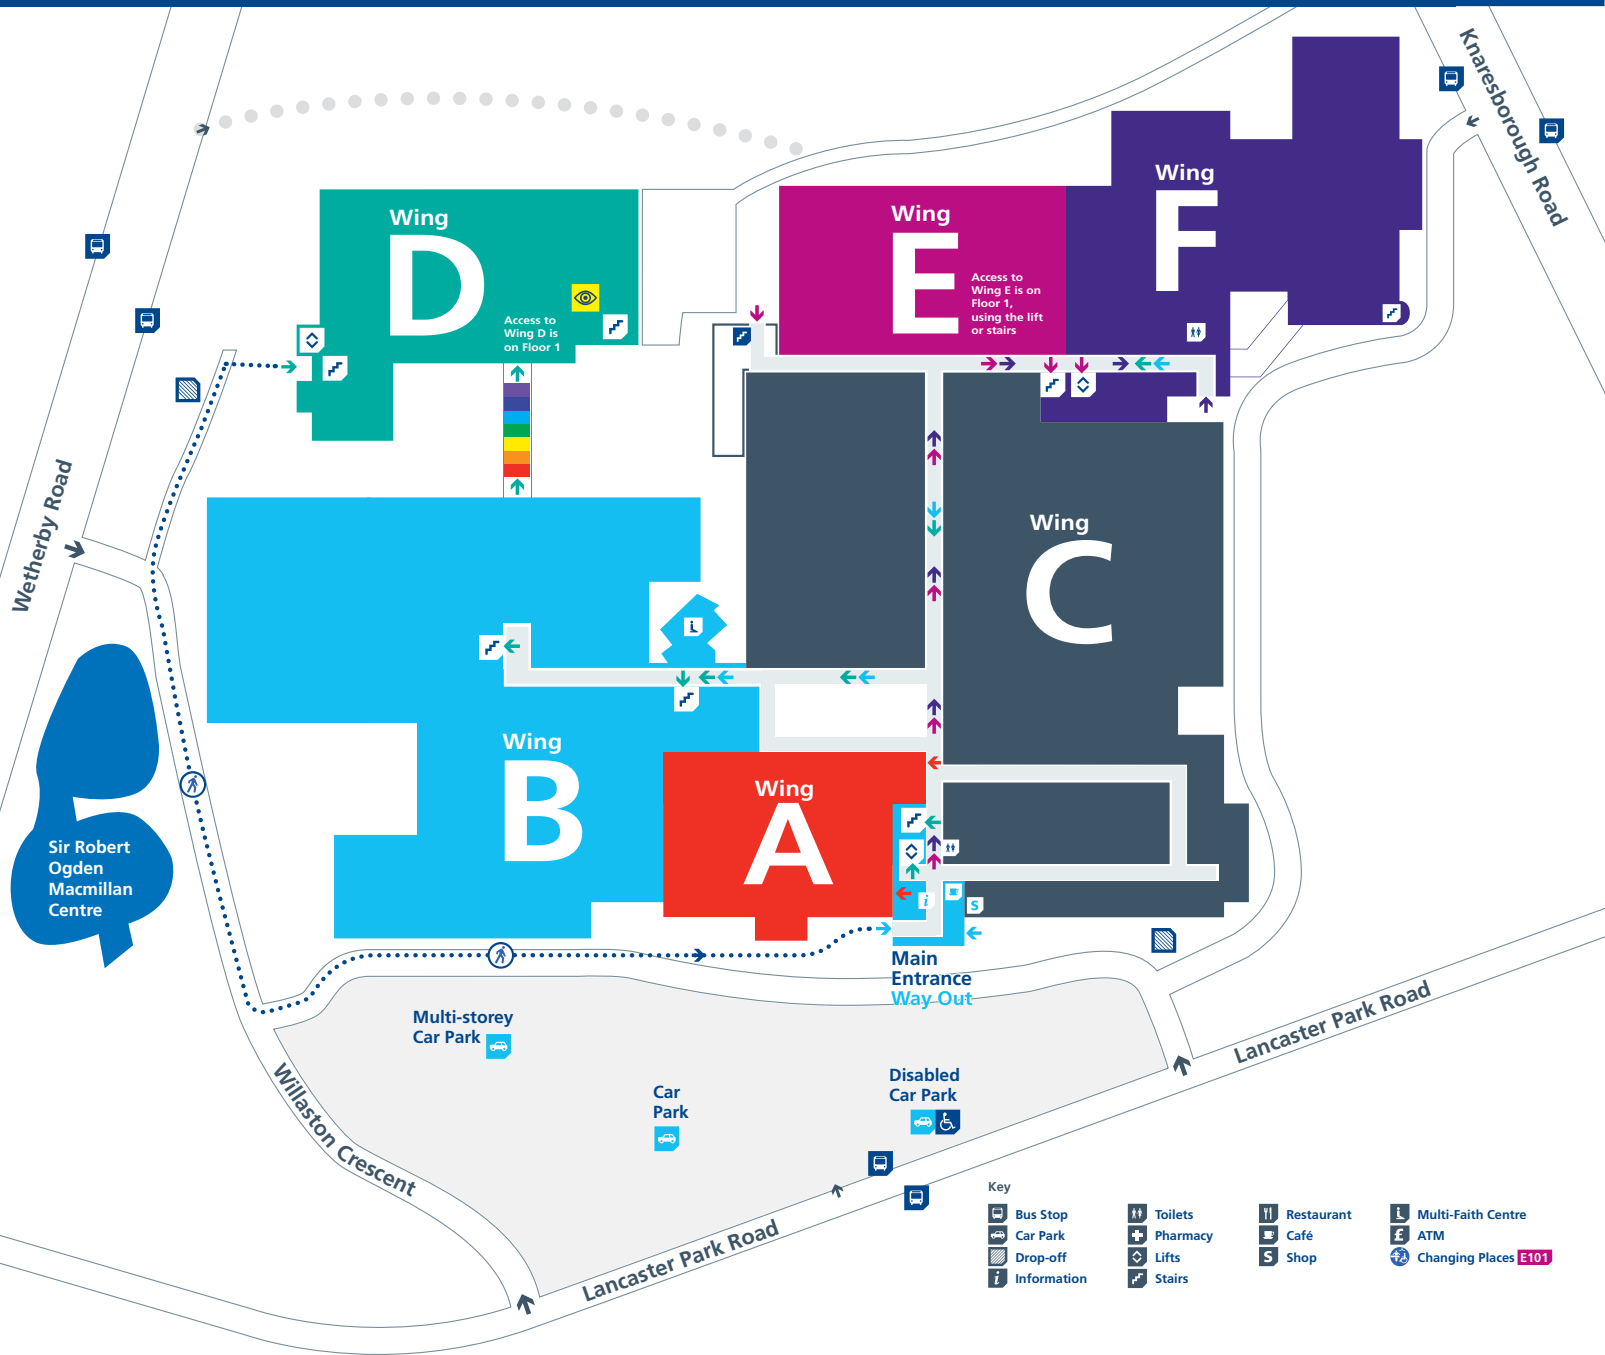 Knaresborough Road
Wing
F
Wing
D
Wing
E
Access to
Wing E is on
Floor 1,
using the lift
or stairs
Access to
Wing D is
on Floor 1
Wetherby Road
Wing
C
Wing
B
Wing
A
Sir Robert
Ogden
Macmillan
Centre
i
S
Main
Entrance
Way Out
Multi-storey
Car Park
Car
Park
Disabled
Car Park
Lancaster Park Road
Willaston Crescent
Lancaster Park Road
Key
Bus Stop
Car Park
Drop-off
i Information
Toilets
Pharmacy
Lifts
Stairs
Restaurant
Café
S Shop
Multi-Faith Centre
£ ATM
Changing Places E101